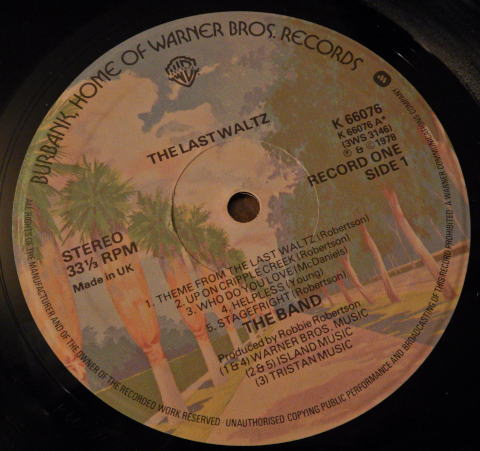 BURBANK, HOME OF WARNER BROS. RECORDS
WB
THE LAST WALTZ
K 66076
K 66076 A*
(3WS 3146)
℗ & © 1978
RECORD ONE
SIDE 1
STEREO
33⅓ RPM
Made in UK
1. THEME FROM THE LAST WALTZ (Robertson)
2. UPON CRIPPLECREEK (Robertson)
3. WHO DO YOU LOVE (McDaniels)
4. HELPLESS (Young)
5. STAGEFRIGHT (Robertson)
THE BAND
Produced by Robbie Robertson
(1 & 4) WARNER BROS. MUSIC
(2 & 5) ISLAND MUSIC
(3) TRISTAN MUSIC
A WARNER COMMUNICATIONS COMPANY
ALL RIGHTS OF THE MANUFACTURER AND OF THE OWNER OF THE RECORDED WORK RESERVED UNAUTHORISED COPYING PUBLIC PERFORMANCE AND BROADCASTING OF THIS RECORD PROHIBITED